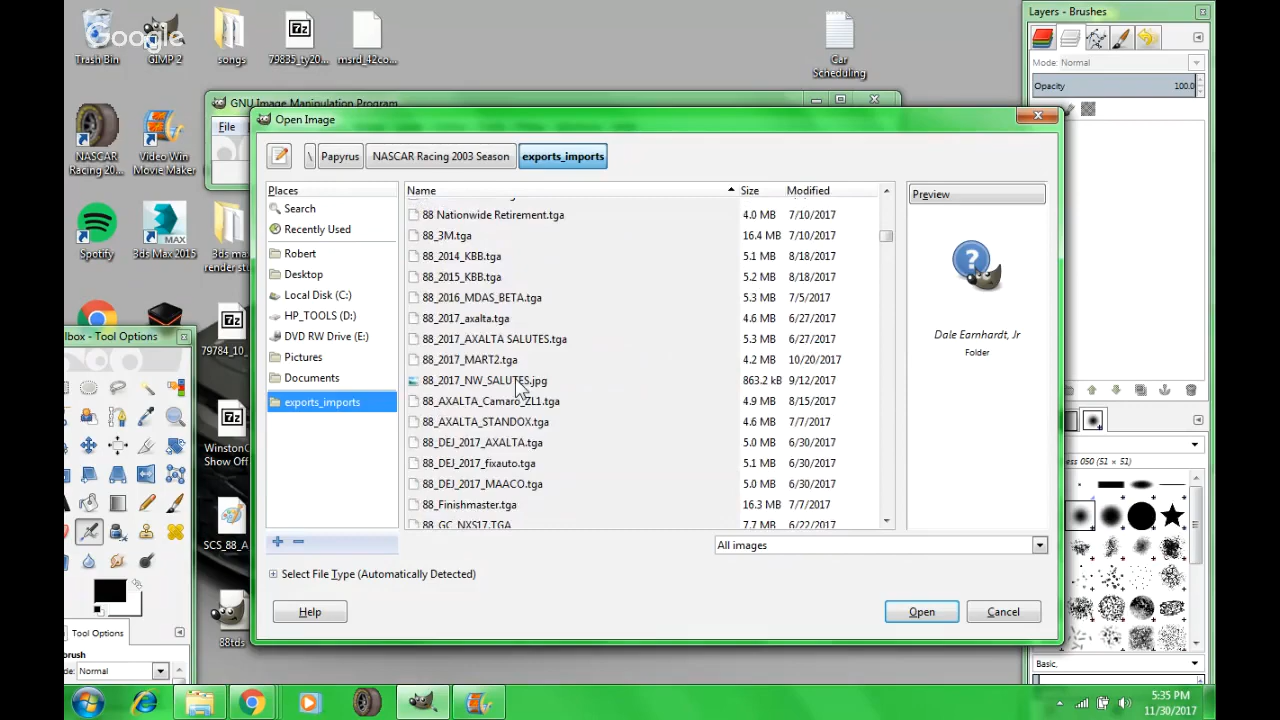 Google
Trash Bin
GIMP 2
songs
79835_ty20...
msrd_42co...
Car
Scheduling
NASCAR
Racing 20...
Video Win
Movie Maker
Spotify
3ds Max 2015
3ds max
render stu
79784_10_
WinstonC
Show Off
SCS_88_A
88tds
GNU Image Manipulation Program
File
Open Image
\
Papyrus
NASCAR Racing 2003 Season
exports_imports
Places
Search
Recently Used
Robert
Desktop
Local Disk (C:)
HP_TOOLS (D:)
DVD RW Drive (E:)
Pictures
Documents
exports_imports
Name
Size
Modified
88 Nationwide Retirement.tga 4.0 MB 7/10/2017
88_3M.tga 16.4 MB 7/10/2017
88_2014_KBB.tga 5.1 MB 8/18/2017
88_2015_KBB.tga 5.2 MB 8/18/2017
88_2016_MDAS_BETA.tga 5.3 MB 7/5/2017
88_2017_axalta.tga 4.6 MB 6/27/2017
88_2017_AXALTA SALUTES.tga 5.3 MB 6/27/2017
88_2017_MART2.tga 4.2 MB 10/20/2017
88_2017_NW_SALUTES.jpg 863.2 kB 9/12/2017
88_AXALTA_Camaro_ZL1.tga 4.9 MB 8/15/2017
88_AXALTA_STANDOX.tga 4.6 MB 7/7/2017
88_DEJ_2017_AXALTA.tga 5.0 MB 6/30/2017
88_DEJ_2017_fixauto.tga 5.1 MB 6/30/2017
88_DEJ_2017_MAACO.tga 5.0 MB 6/30/2017
88_Finishmaster.tga 16.3 MB 7/7/2017
88_GC_NXS17.TGA 7.7 MB 6/22/2017
Preview
Dale Earnhardt, Jr
Folder
All images
Select File Type (Automatically Detected)
Help
Open
Cancel
Layers - Brushes
Mode: Normal
Opacity 100.0
050 (51 × 51)
Basic,
lbox - Tool Options
Tool Options
brush
de: Normal
5:35 PM
11/30/2017